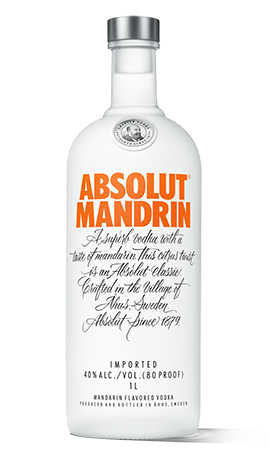 ABSOLUT
MANDRIN
A superb vodka with a
taste of mandarin. This citrus twist
is an Absolut classic.
Crafted in the village of
Åhus, Sweden.
Absolut Since 1879.
IMPORTED
40% ALC./VOL. (80 PROOF)
1L
MANDARIN FLAVORED VODKA
PRODUCED AND BOTTLED IN ÅHUS, SWEDEN